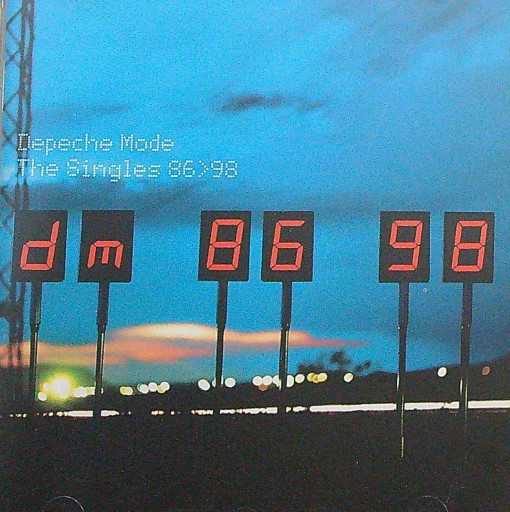 Depeche Mode
The Singles 86>98
dm 86 98